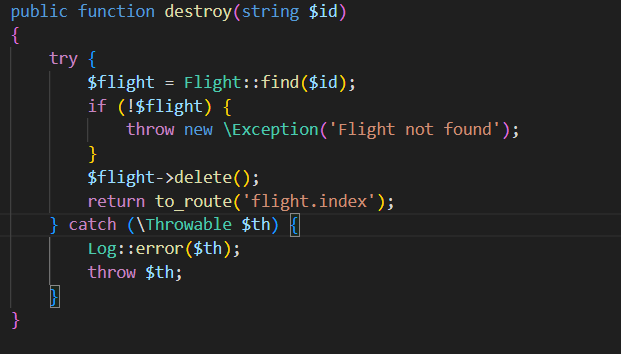 public function destroy(string $id)
{
    try {
        $flight = Flight::find($id);
        if (!$flight) {
            throw new \Exception('Flight not found');
        }
        $flight->delete();
        return to_route('flight.index');
    } catch (\Throwable $th) {
        Log::error($th);
        throw $th;
    }
}